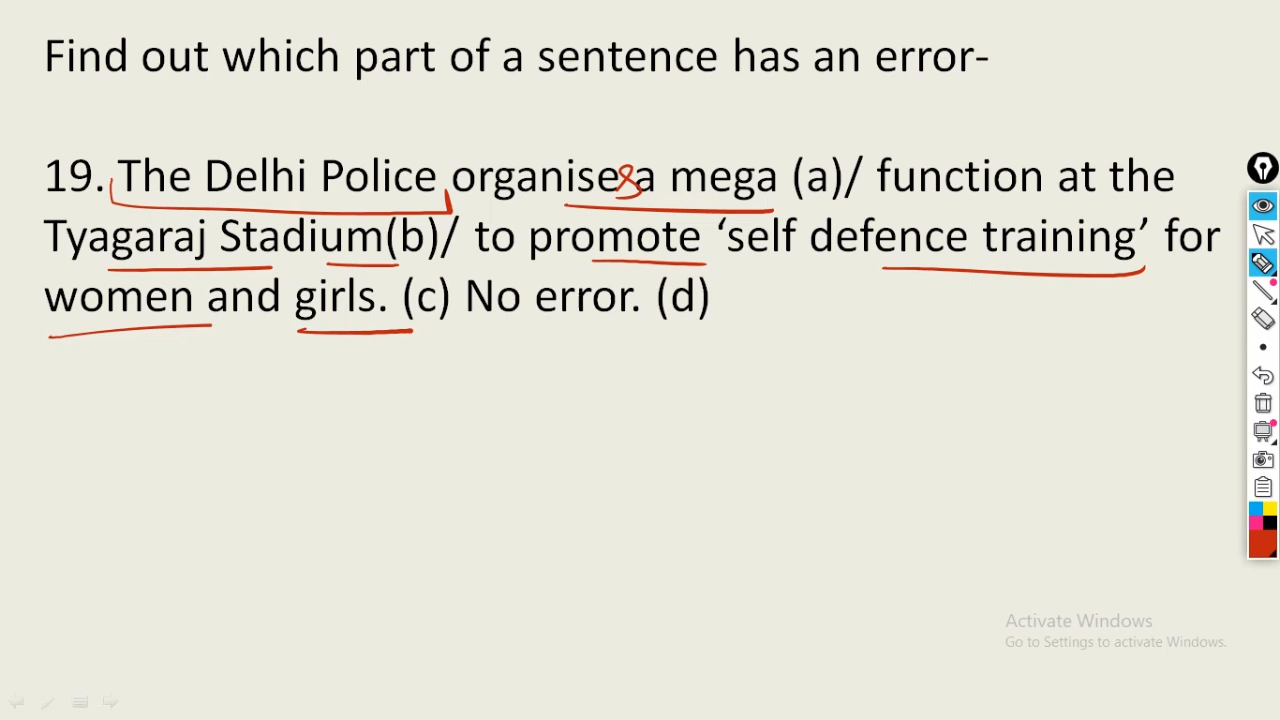 Find out which part of a sentence has an error-
19. The Delhi Police organise a mega (a)/ function at the
Tyagaraj Stadium(b)/ to promote ‘self defence training’ for
women and girls. (c) No error. (d)
Activate Windows
Go to Settings to activate Windows.